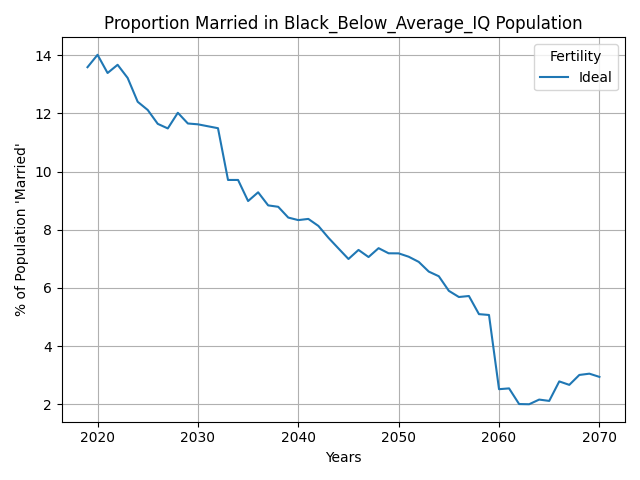 Proportion Married in Black_Below_Average_IQ Population
Fertility
Ideal
% of Population 'Married'
14
12
10
8
6
4
2
2020 2030 2040 2050 2060 2070
Years